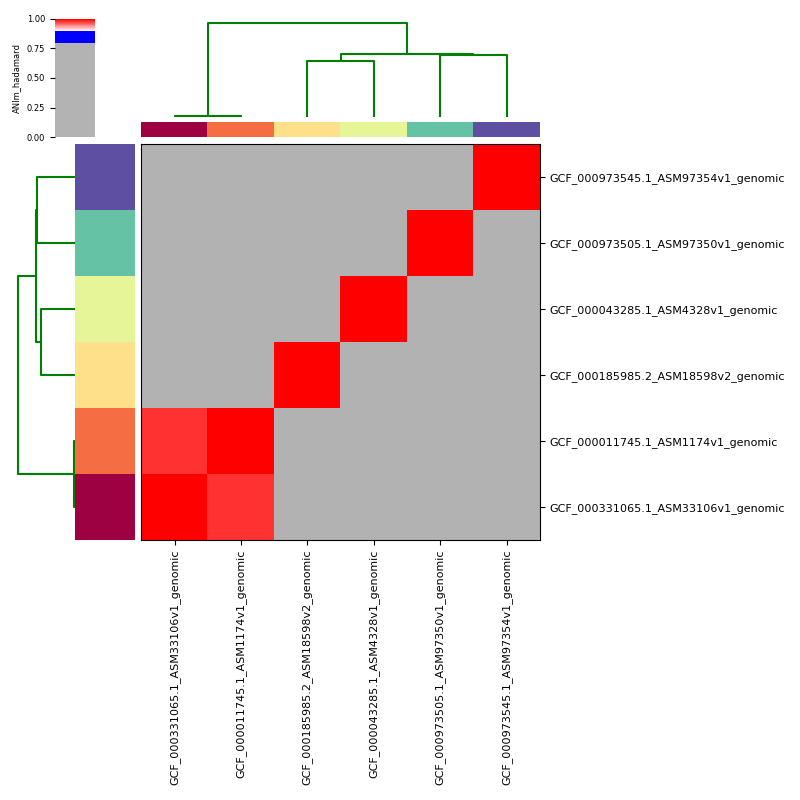 1.00
0.75
0.50
0.25
0.00
ANIm_hadamard
GCF_000973545.1_ASM97354v1_genomic
GCF_000973505.1_ASM97350v1_genomic
GCF_000043285.1_ASM4328v1_genomic
GCF_000185985.2_ASM18598v2_genomic
GCF_000011745.1_ASM1174v1_genomic
GCF_000331065.1_ASM33106v1_genomic
GCF_000331065.1_ASM33106v1_genomic
GCF_000011745.1_ASM1174v1_genomic
GCF_000185985.2_ASM18598v2_genomic
GCF_000043285.1_ASM4328v1_genomic
GCF_000973505.1_ASM97350v1_genomic
GCF_000973545.1_ASM97354v1_genomic